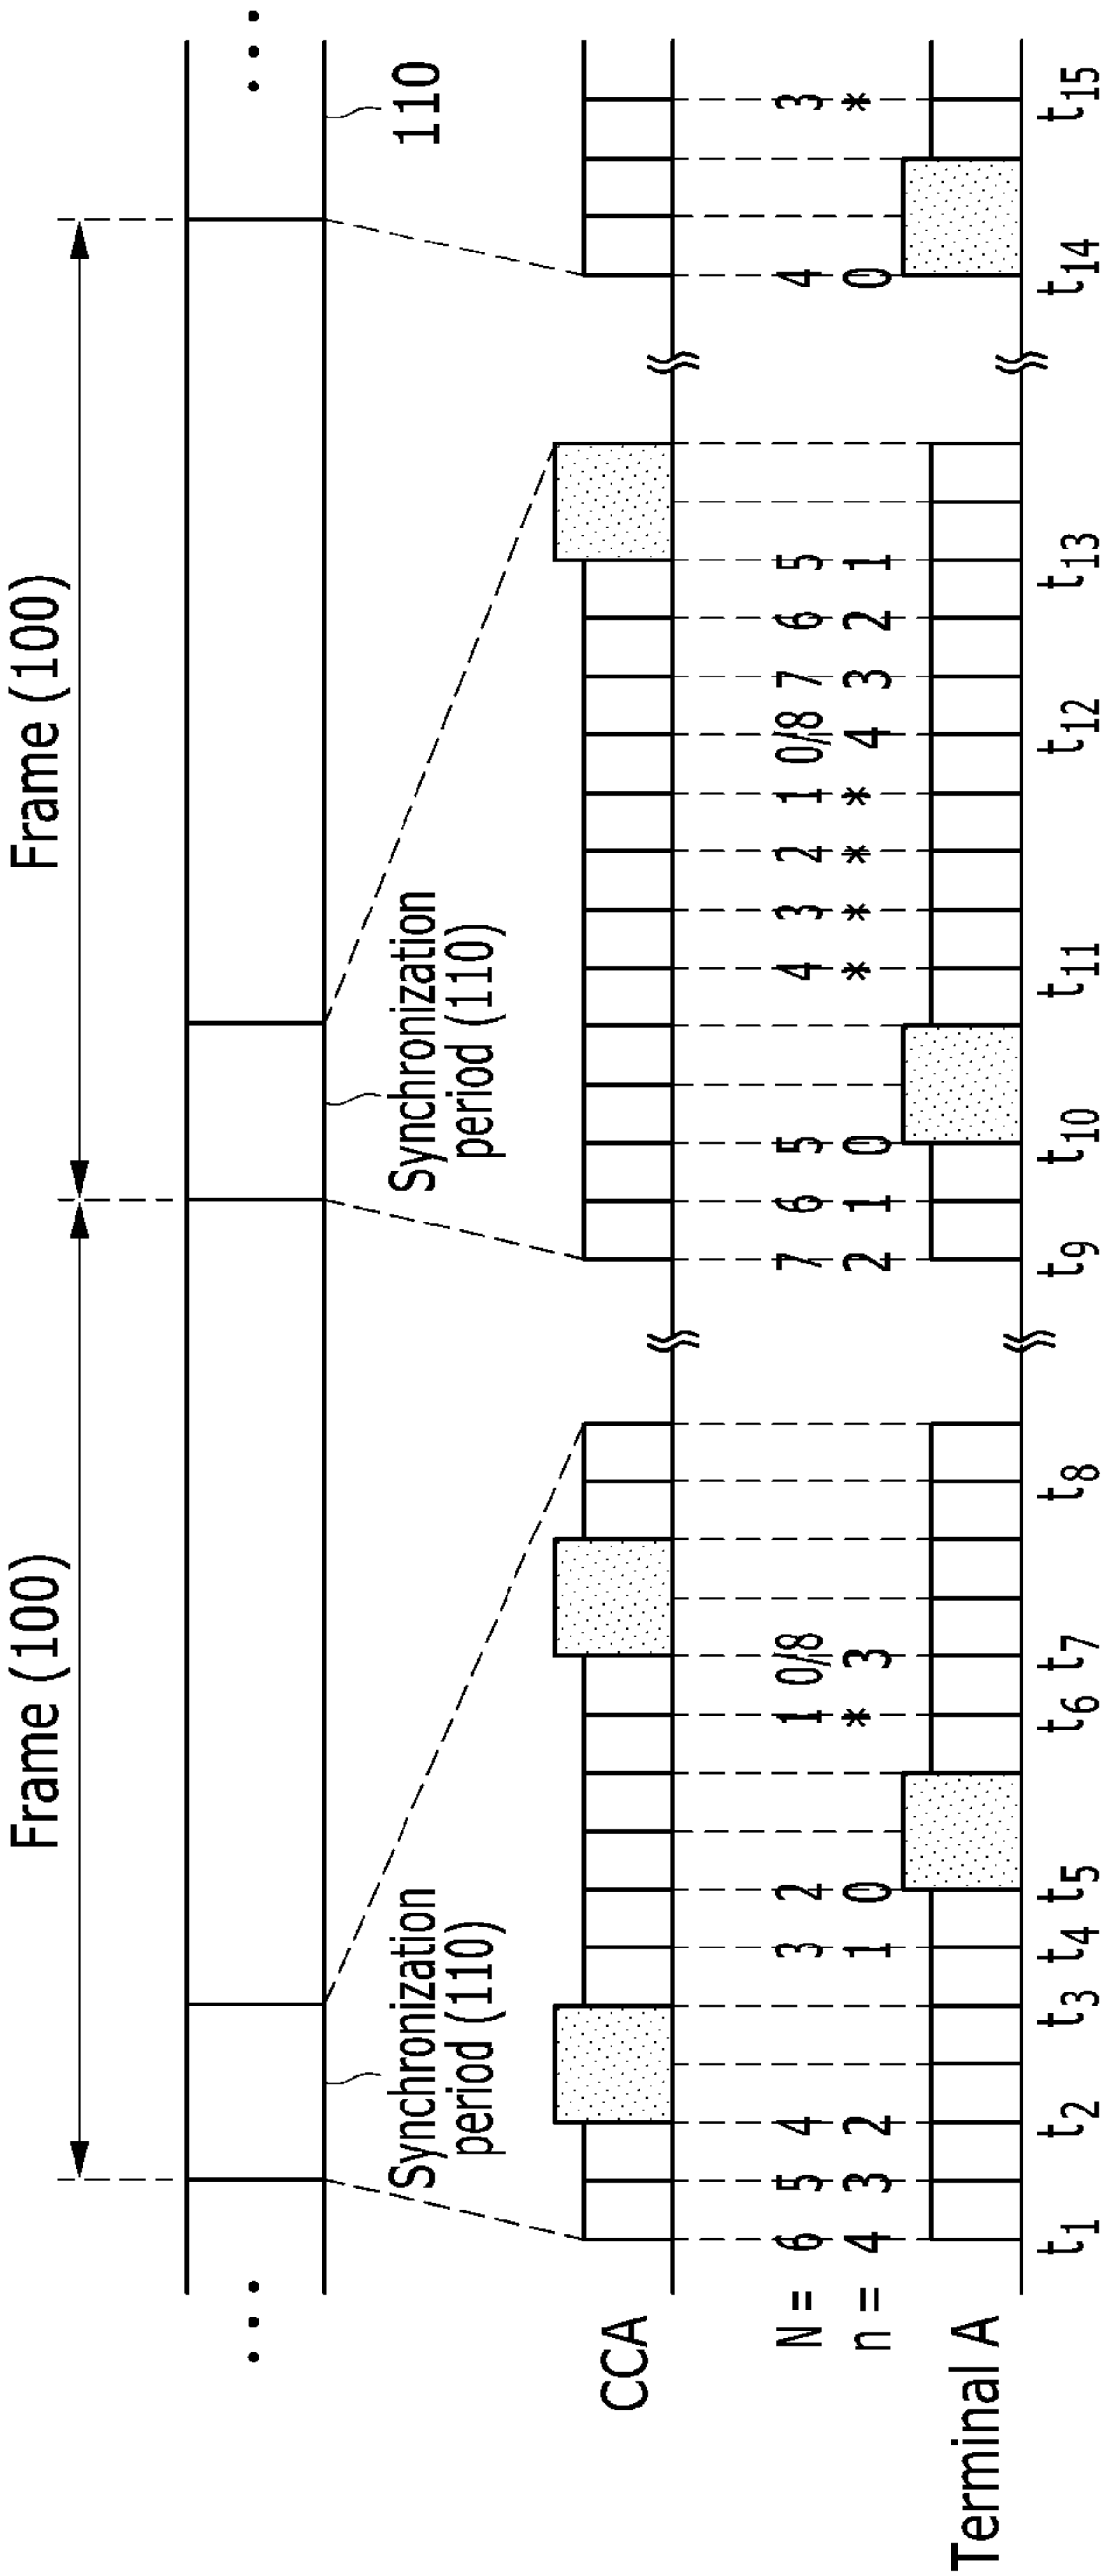 Frame (100) Frame (100)
... ...
Synchronization period (110) Synchronization period (110) 110
CCA
N = 6 5 4 3 2 1 0/8 7 6 5 4 3 2 1 0/8 7 6 5 4 3
n = 4 3 2 1 0 * 3 2 1 0 * * * * 4 3 2 1 0 *
Terminal A
t1 t2 t3 t4 t5 t6 t7 t8 t9 t10 t11 t12 t13 t14 t15